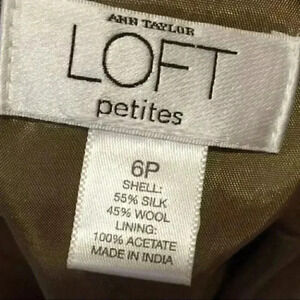 ANN TAYLOR
LOFT
petites
6P
SHELL:
55% SILK
45% WOOL
LINING:
100% ACETATE
MADE IN INDIA